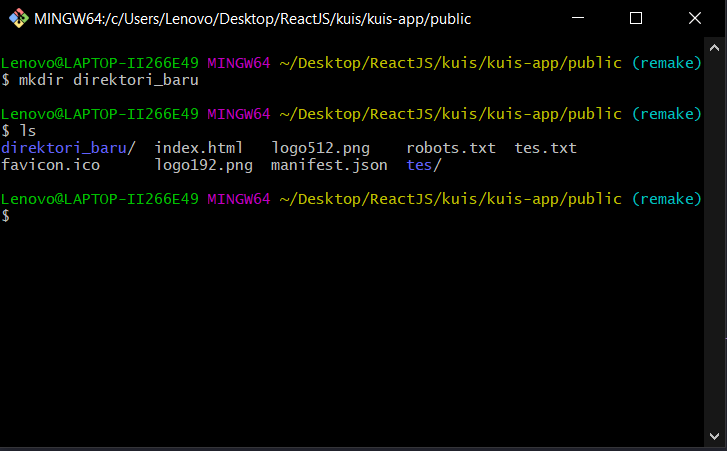 MINGW64:/c/Users/Lenovo/Desktop/ReactJS/kuis/kuis-app/public
Lenovo@LAPTOP-II266E49 MINGW64 ~/Desktop/ReactJS/kuis/kuis-app/public (remake)
$ mkdir direktori_baru
Lenovo@LAPTOP-II266E49 MINGW64 ~/Desktop/ReactJS/kuis/kuis-app/public (remake)
$ ls
direktori_baru/  index.html   logo512.png    robots.txt  tes.txt
favicon.ico      logo192.png  manifest.json  tes/
Lenovo@LAPTOP-II266E49 MINGW64 ~/Desktop/ReactJS/kuis/kuis-app/public (remake)
$